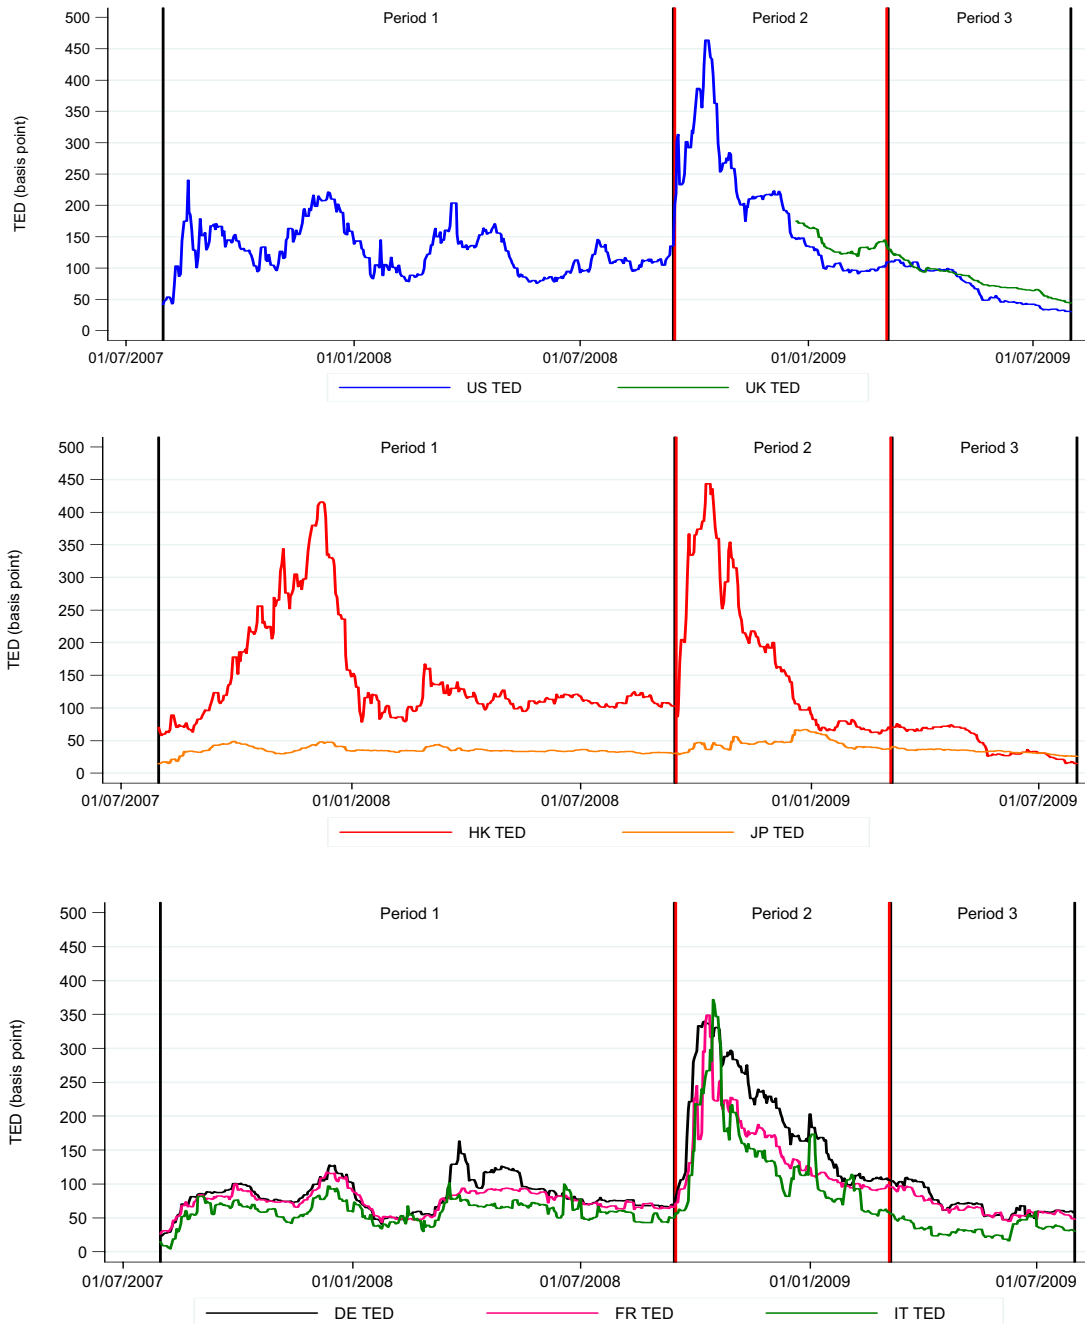 Period 1 Period 2 Period 3
500
450
400
350
300
250
200
150
100
50
0
TED (basis point)
01/07/2007 01/01/2008 01/07/2008 01/01/2009 01/07/2009
US TED UK TED
Period 1 Period 2 Period 3
500
450
400
350
300
250
200
150
100
50
0
TED (basis point)
01/07/2007 01/01/2008 01/07/2008 01/01/2009 01/07/2009
HK TED JP TED
Period 1 Period 2 Period 3
500
450
400
350
300
250
200
150
100
50
0
TED (basis point)
01/07/2007 01/01/2008 01/07/2008 01/01/2009 01/07/2009
DE TED FR TED IT TED